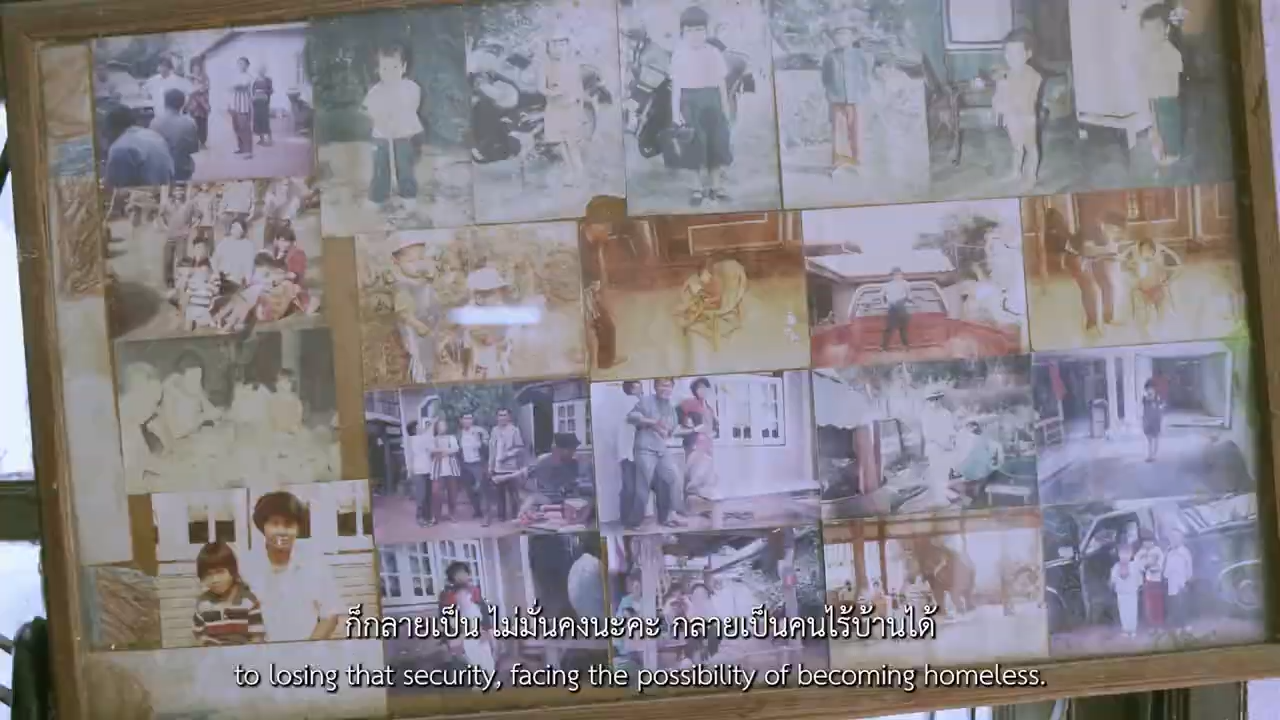 ก็กลายเป็น ไม่มั่นคงนะคะ กลายเป็นคนไร้บ้านได้
to losing that security, facing the possibility of becoming homeless.